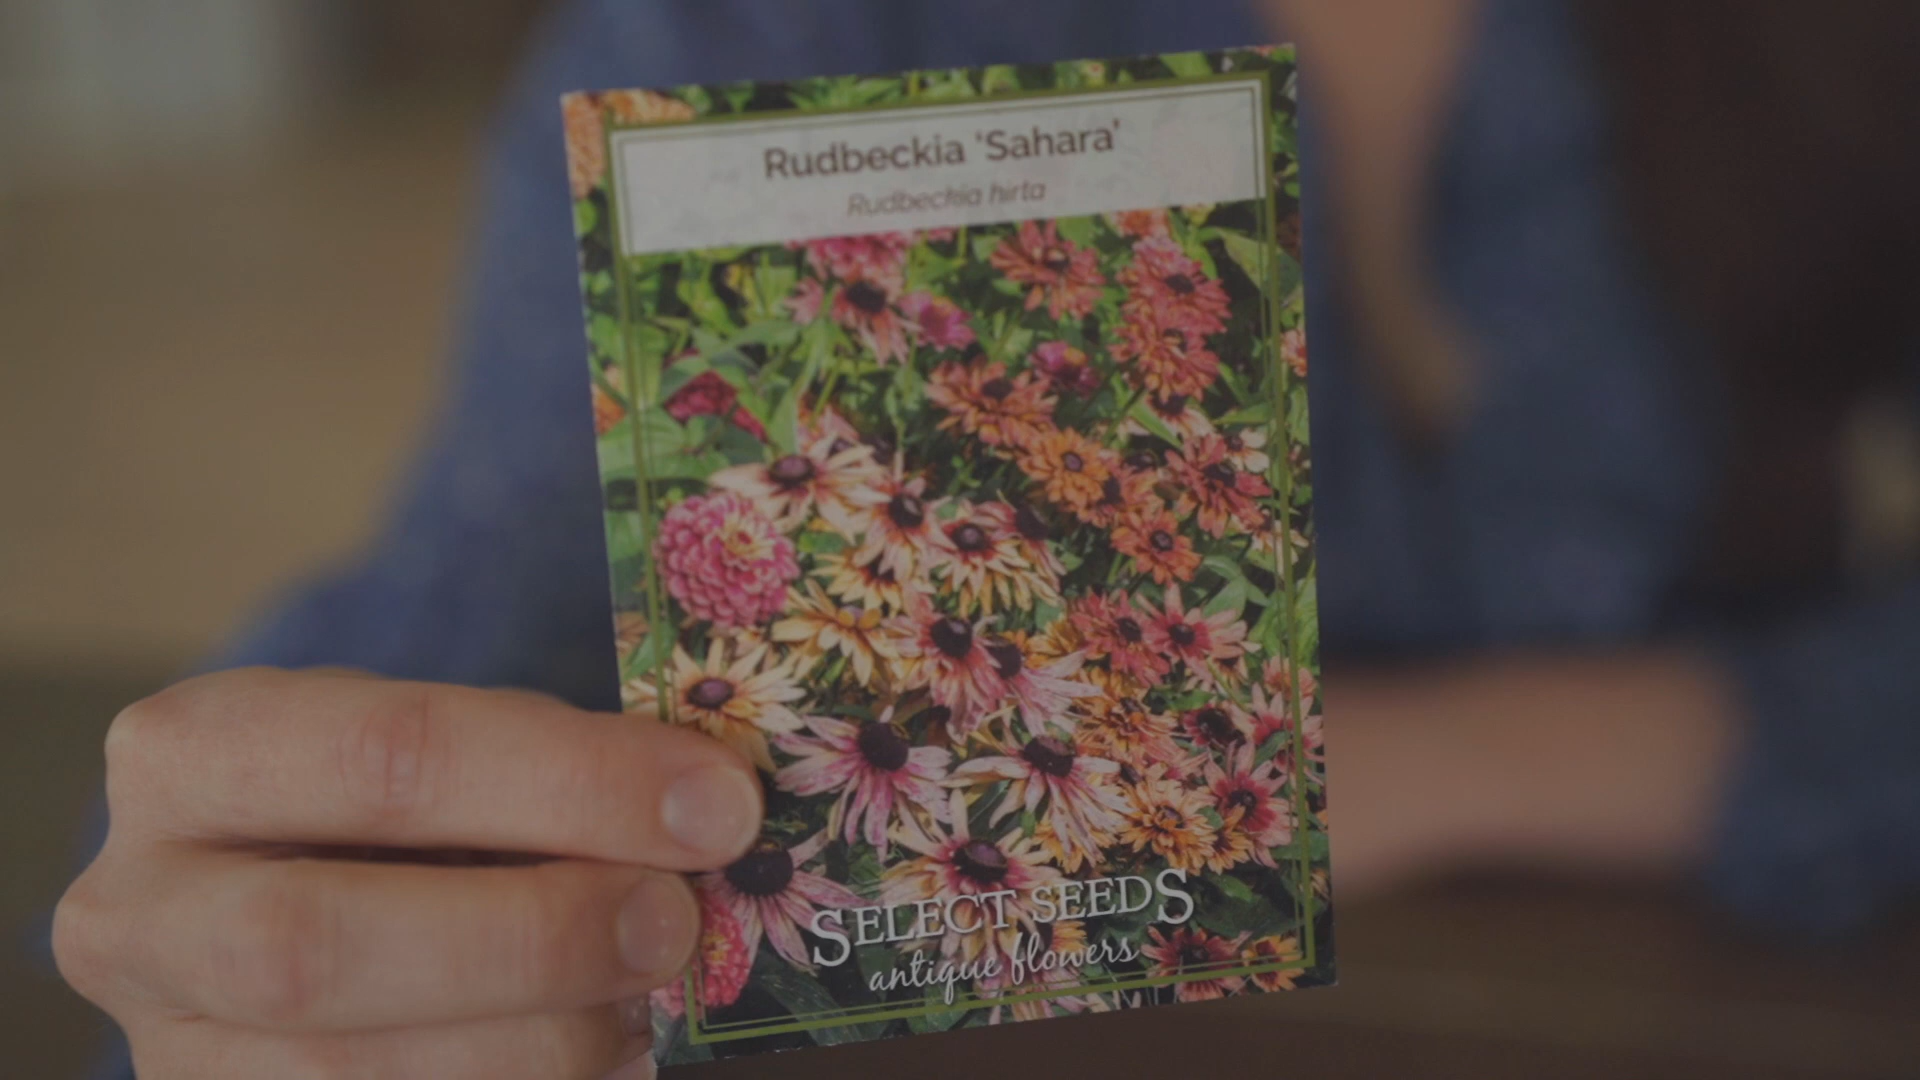 Rudbeckia ‘Sahara’
Rudbeckia hirta
SELECT SEEDS
antique flowers